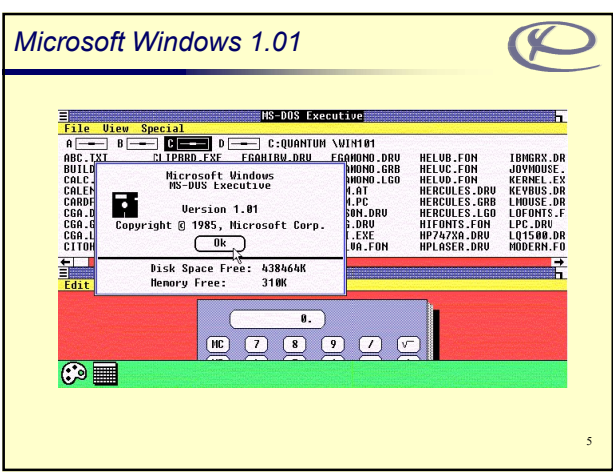 Microsoft Windows 1.01
MS-DOS Executive
File View Special
A B C D C:QUANTUM \WIN101
ABC.TXT CLIPBRD.EXE EGAHIBW.DRU EGAMONO.DRV HELVB.FON IBMGRX.DR
BUILD AMONO.GRB HELVC.FON JOYMOUSE.
CALC. AMONO.LGO HELVD.FON KERNEL.EX
CALEN M.AT HERCULES.DRV KEYBUS.DR
CARDF M.PC HERCULES.GRB LMOUSE.DR
CGA.D SON.DRV HERCULES.LGO LOFONTS.F
CGA.G S.DRV HIFONTS.FON LPC.DRV
CGA.L .EXE HP747XA.DRV LQ1500.DR
CITOH VA.FON HPLASER.DRV MODERN.FO
Microsoft Windows
MS-DOS Executive
Version 1.01
Copyright © 1985, Microsoft Corp.
Ok
Disk Space Free: 438464K
Memory Free: 310K
Edit
0.
MC 7 8 9 / √
5